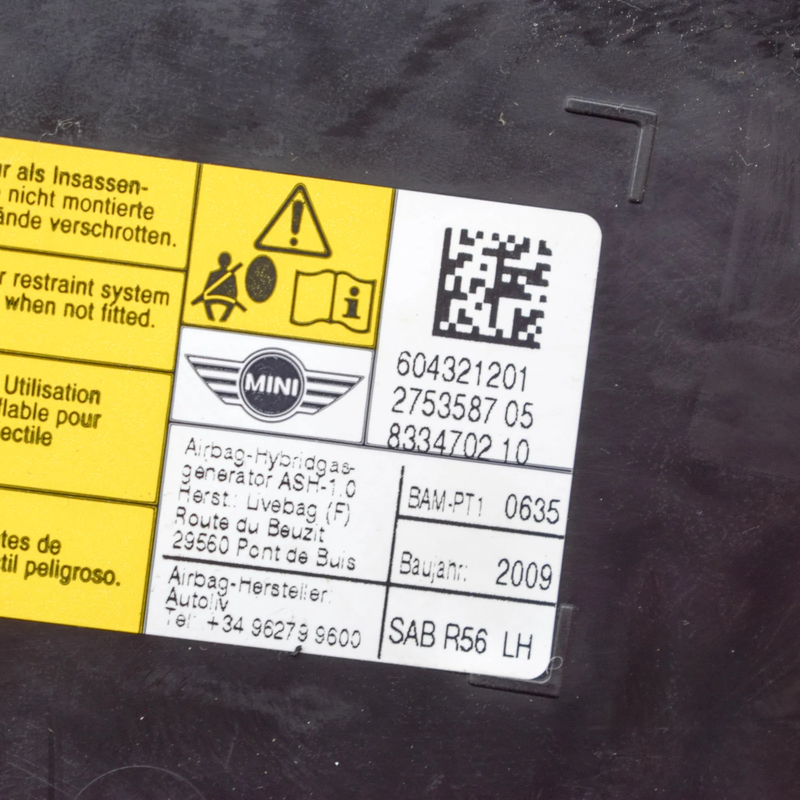 r als Insassen-
nicht montierte
ände verschrotten.
r restraint system
when not fitted.
Utilisation
flable pour
ectile
tes de
til peligroso.
MINI
604321201
2753587 05
8334702 10
Airbag-Hybridgas-
generator ASH-1.0
Herst.: Livebag (F)
Route du Beuzit
29560 Pont de Buis
BAM-PT1 0635
Baujahr: 2009
Airbag-Hersteller:
Autoliv
Tel: +34 96279 9600
SAB R56 LH